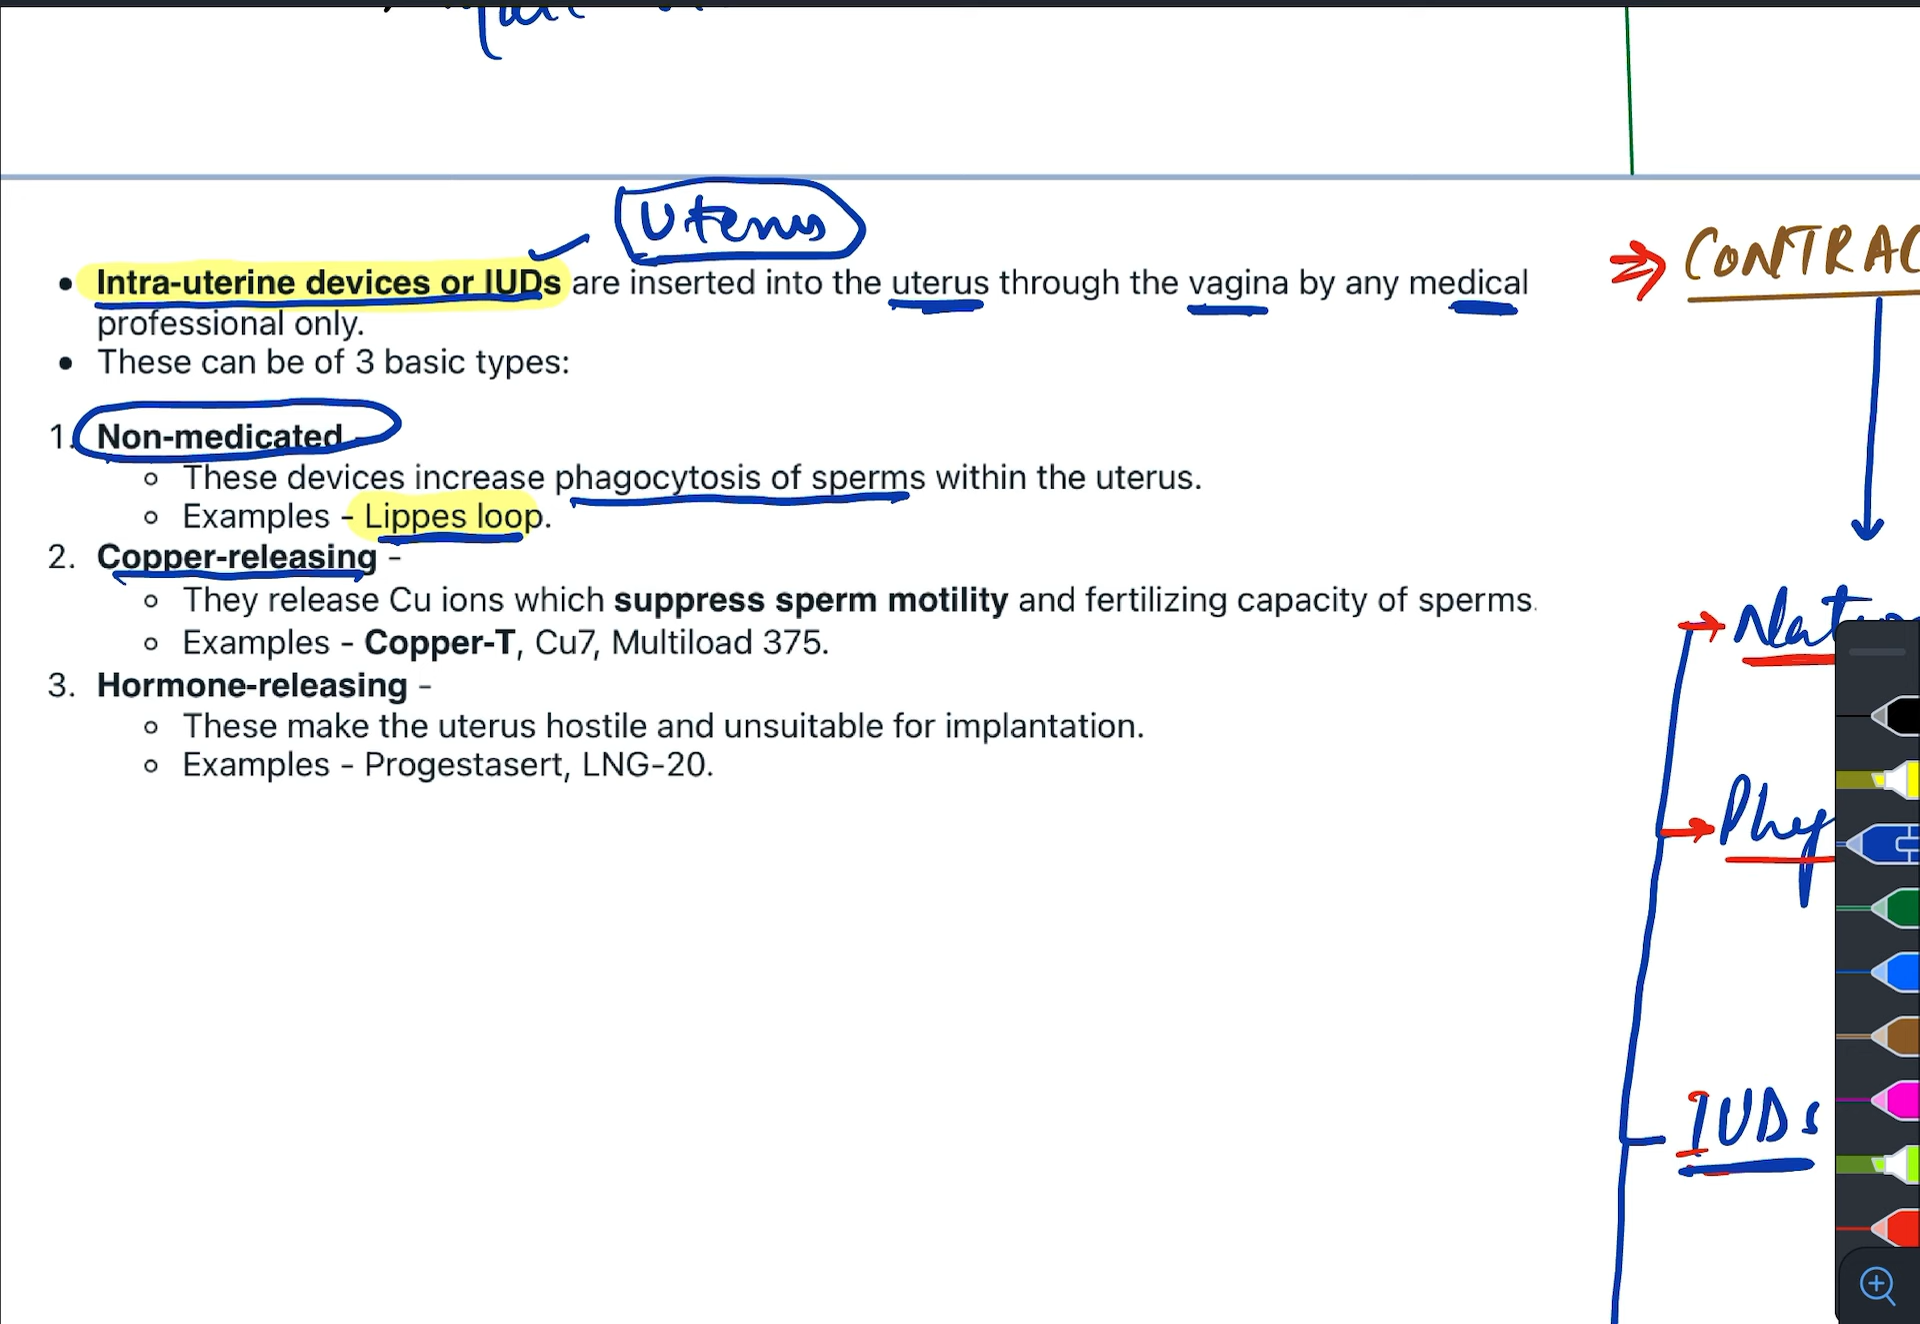 Uterus
• Intra-uterine devices or IUDs are inserted into the uterus through the vagina by any medical
professional only.
• These can be of 3 basic types:
1. Non-medicated -
◦ These devices increase phagocytosis of sperms within the uterus.
◦ Examples - Lippes loop.
2. Copper-releasing -
◦ They release Cu ions which suppress sperm motility and fertilizing capacity of sperms.
◦ Examples - Copper-T, Cu7, Multiload 375.
3. Hormone-releasing -
◦ These make the uterus hostile and unsuitable for implantation.
◦ Examples - Progestasert, LNG-20.
CONTRAC
Nat
Phy
IUDs